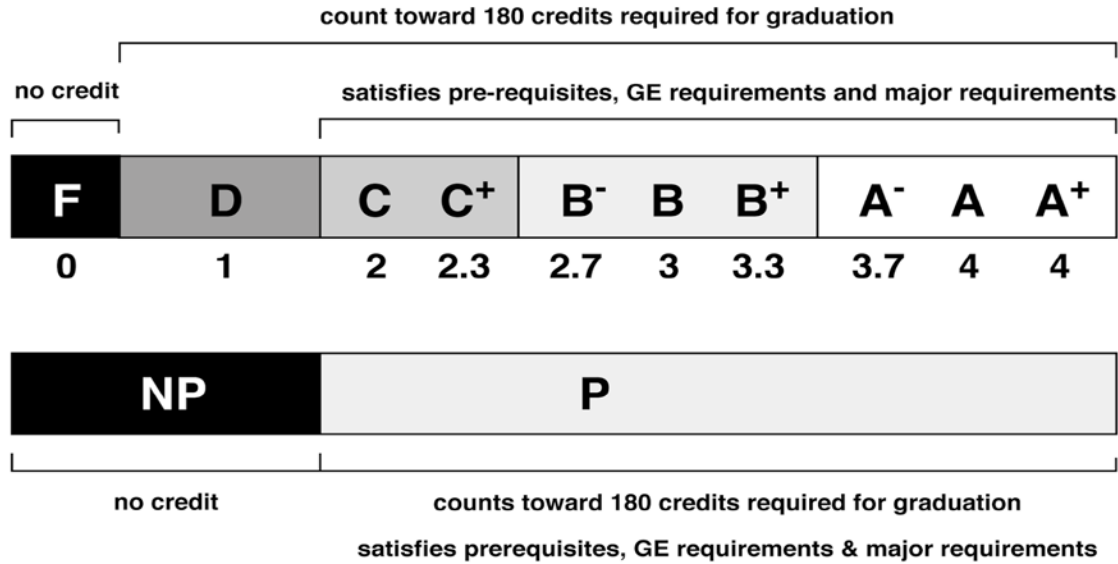 count toward 180 credits required for graduation
no credit
satisfies pre-requisites, GE requirements and major requirements
F D C C+ B- B B+ A- A A+
0 1 2 2.3 2.7 3 3.3 3.7 4 4
NP P
no credit
counts toward 180 credits required for graduation
satisfies prerequisites, GE requirements & major requirements